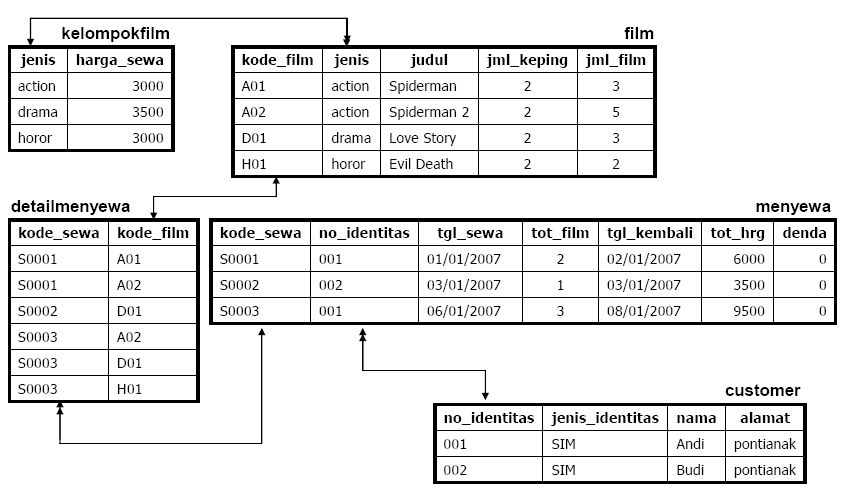 kelompokfilm
jenis harga_sewa
action 3000
drama 3500
horor 3000
film
kode_film jenis judul jml_keping jml_film
A01 action Spiderman 2 3
A02 action Spiderman 2 2 5
D01 drama Love Story 2 3
H01 horor Evil Death 2 2
detailmenyewa
kode_sewa kode_film
S0001 A01
S0001 A02
S0002 D01
S0003 A02
S0003 D01
S0003 H01
menyewa
kode_sewa no_identitas tgl_sewa tot_film tgl_kembali tot_hrg denda
S0001 001 01/01/2007 2 02/01/2007 6000 0
S0002 002 03/01/2007 1 03/01/2007 3500 0
S0003 001 06/01/2007 3 08/01/2007 9500 0
customer
no_identitas jenis_identitas nama alamat
001 SIM Andi pontianak
002 SIM Budi pontianak